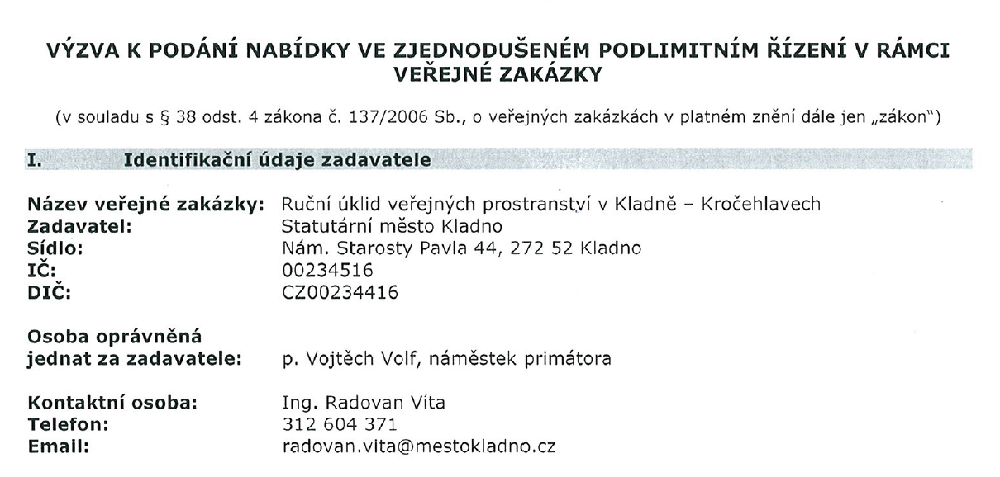 VÝZVA K PODÁNÍ NABÍDKY VE ZJEDNODUŠENÉM PODLIMITNÍM ŘÍZENÍ V RÁMCI
VEŘEJNÉ ZAKÁZKY
(v souladu s § 38 odst. 4 zákona č. 137/2006 Sb., o veřejných zakázkách v platném znění dále jen „zákon")
I. Identifikační údaje zadavatele
Název veřejné zakázky: Ruční úklid veřejných prostranství v Kladně – Kročehlavech
Zadavatel: Statutární město Kladno
Sídlo: Nám. Starosty Pavla 44, 272 52 Kladno
IČ: 00234516
DIČ: CZ00234416
Osoba oprávněná
jednat za zadavatele: p. Vojtěch Volf, náměstek primátora
Kontaktní osoba: Ing. Radovan Víta
Telefon: 312 604 371
Email: radovan.vita@mestokladno.cz